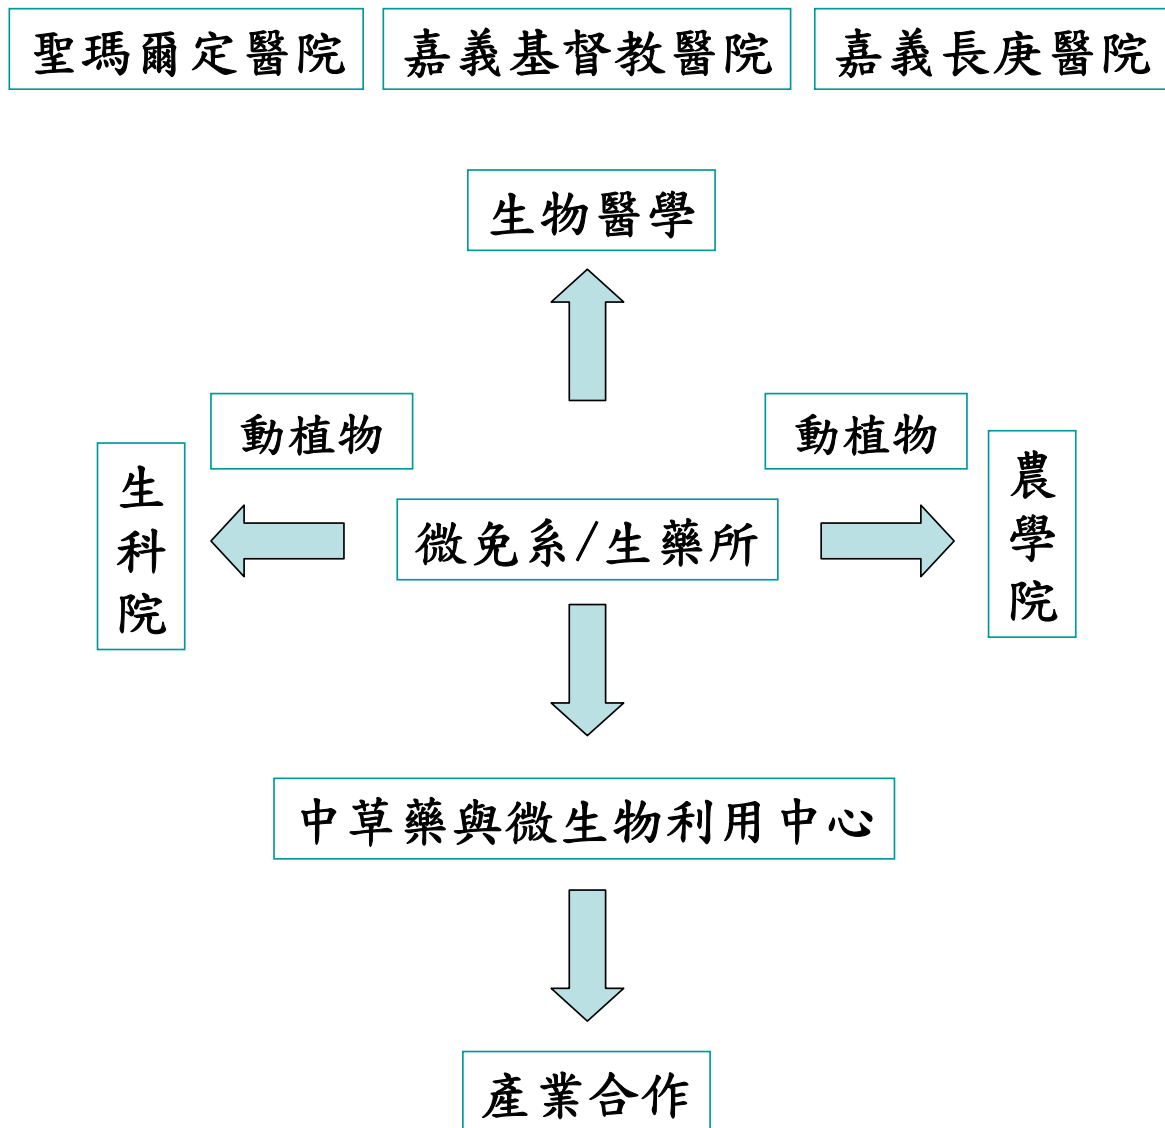 聖瑪爾定醫院
嘉義基督教醫院
嘉義長庚醫院
生物醫學
動植物
動植物
生科院
微免系/生藥所
農學院
中草藥與微生物利用中心
產業合作